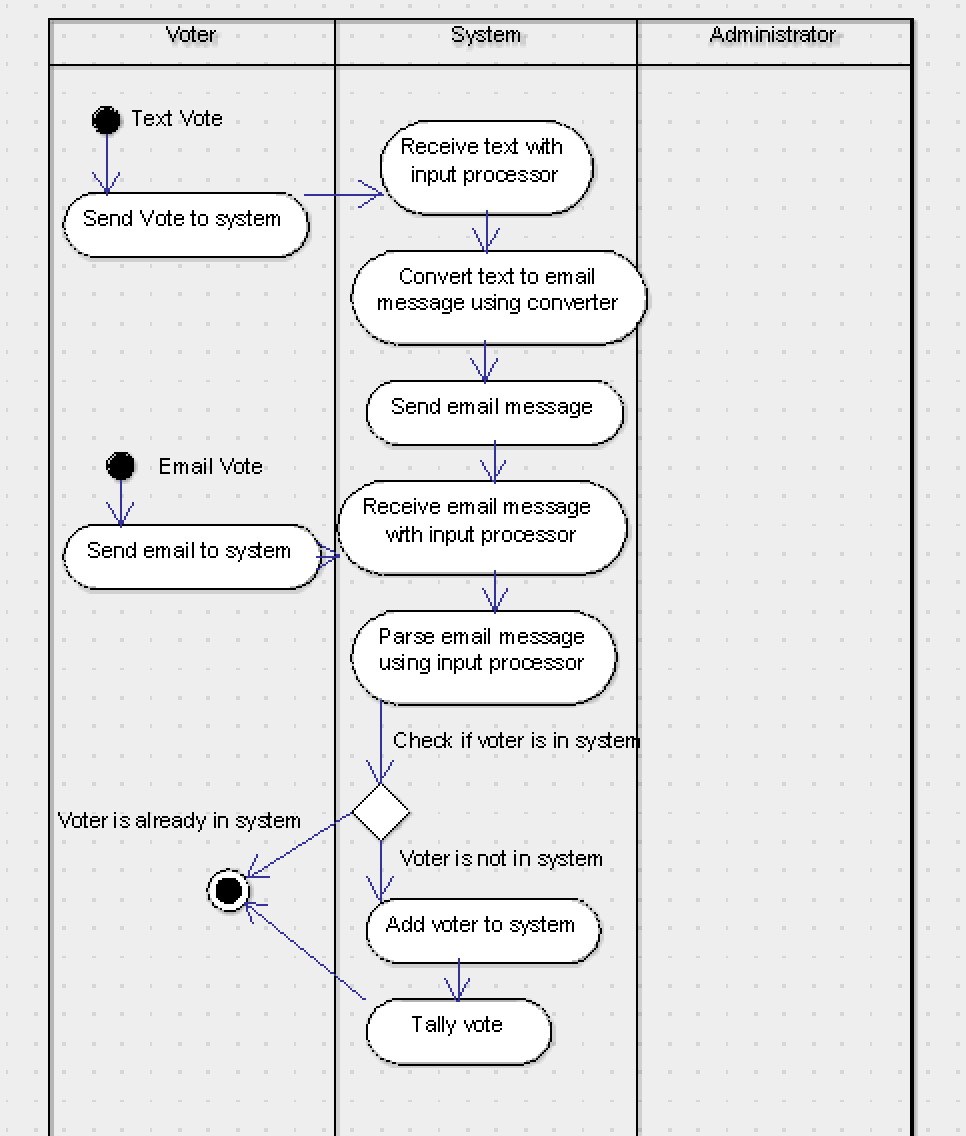 Voter
System
Administrator
Text Vote
Receive text with
input processor
Send Vote to system
Convert text to email
message using converter
Send email message
Email Vote
Receive email message
with input processor
Send email to system
Parse email message
using input processor
Check if voter is in system
Voter is already in system
Voter is not in system
Add voter to system
Tally vote